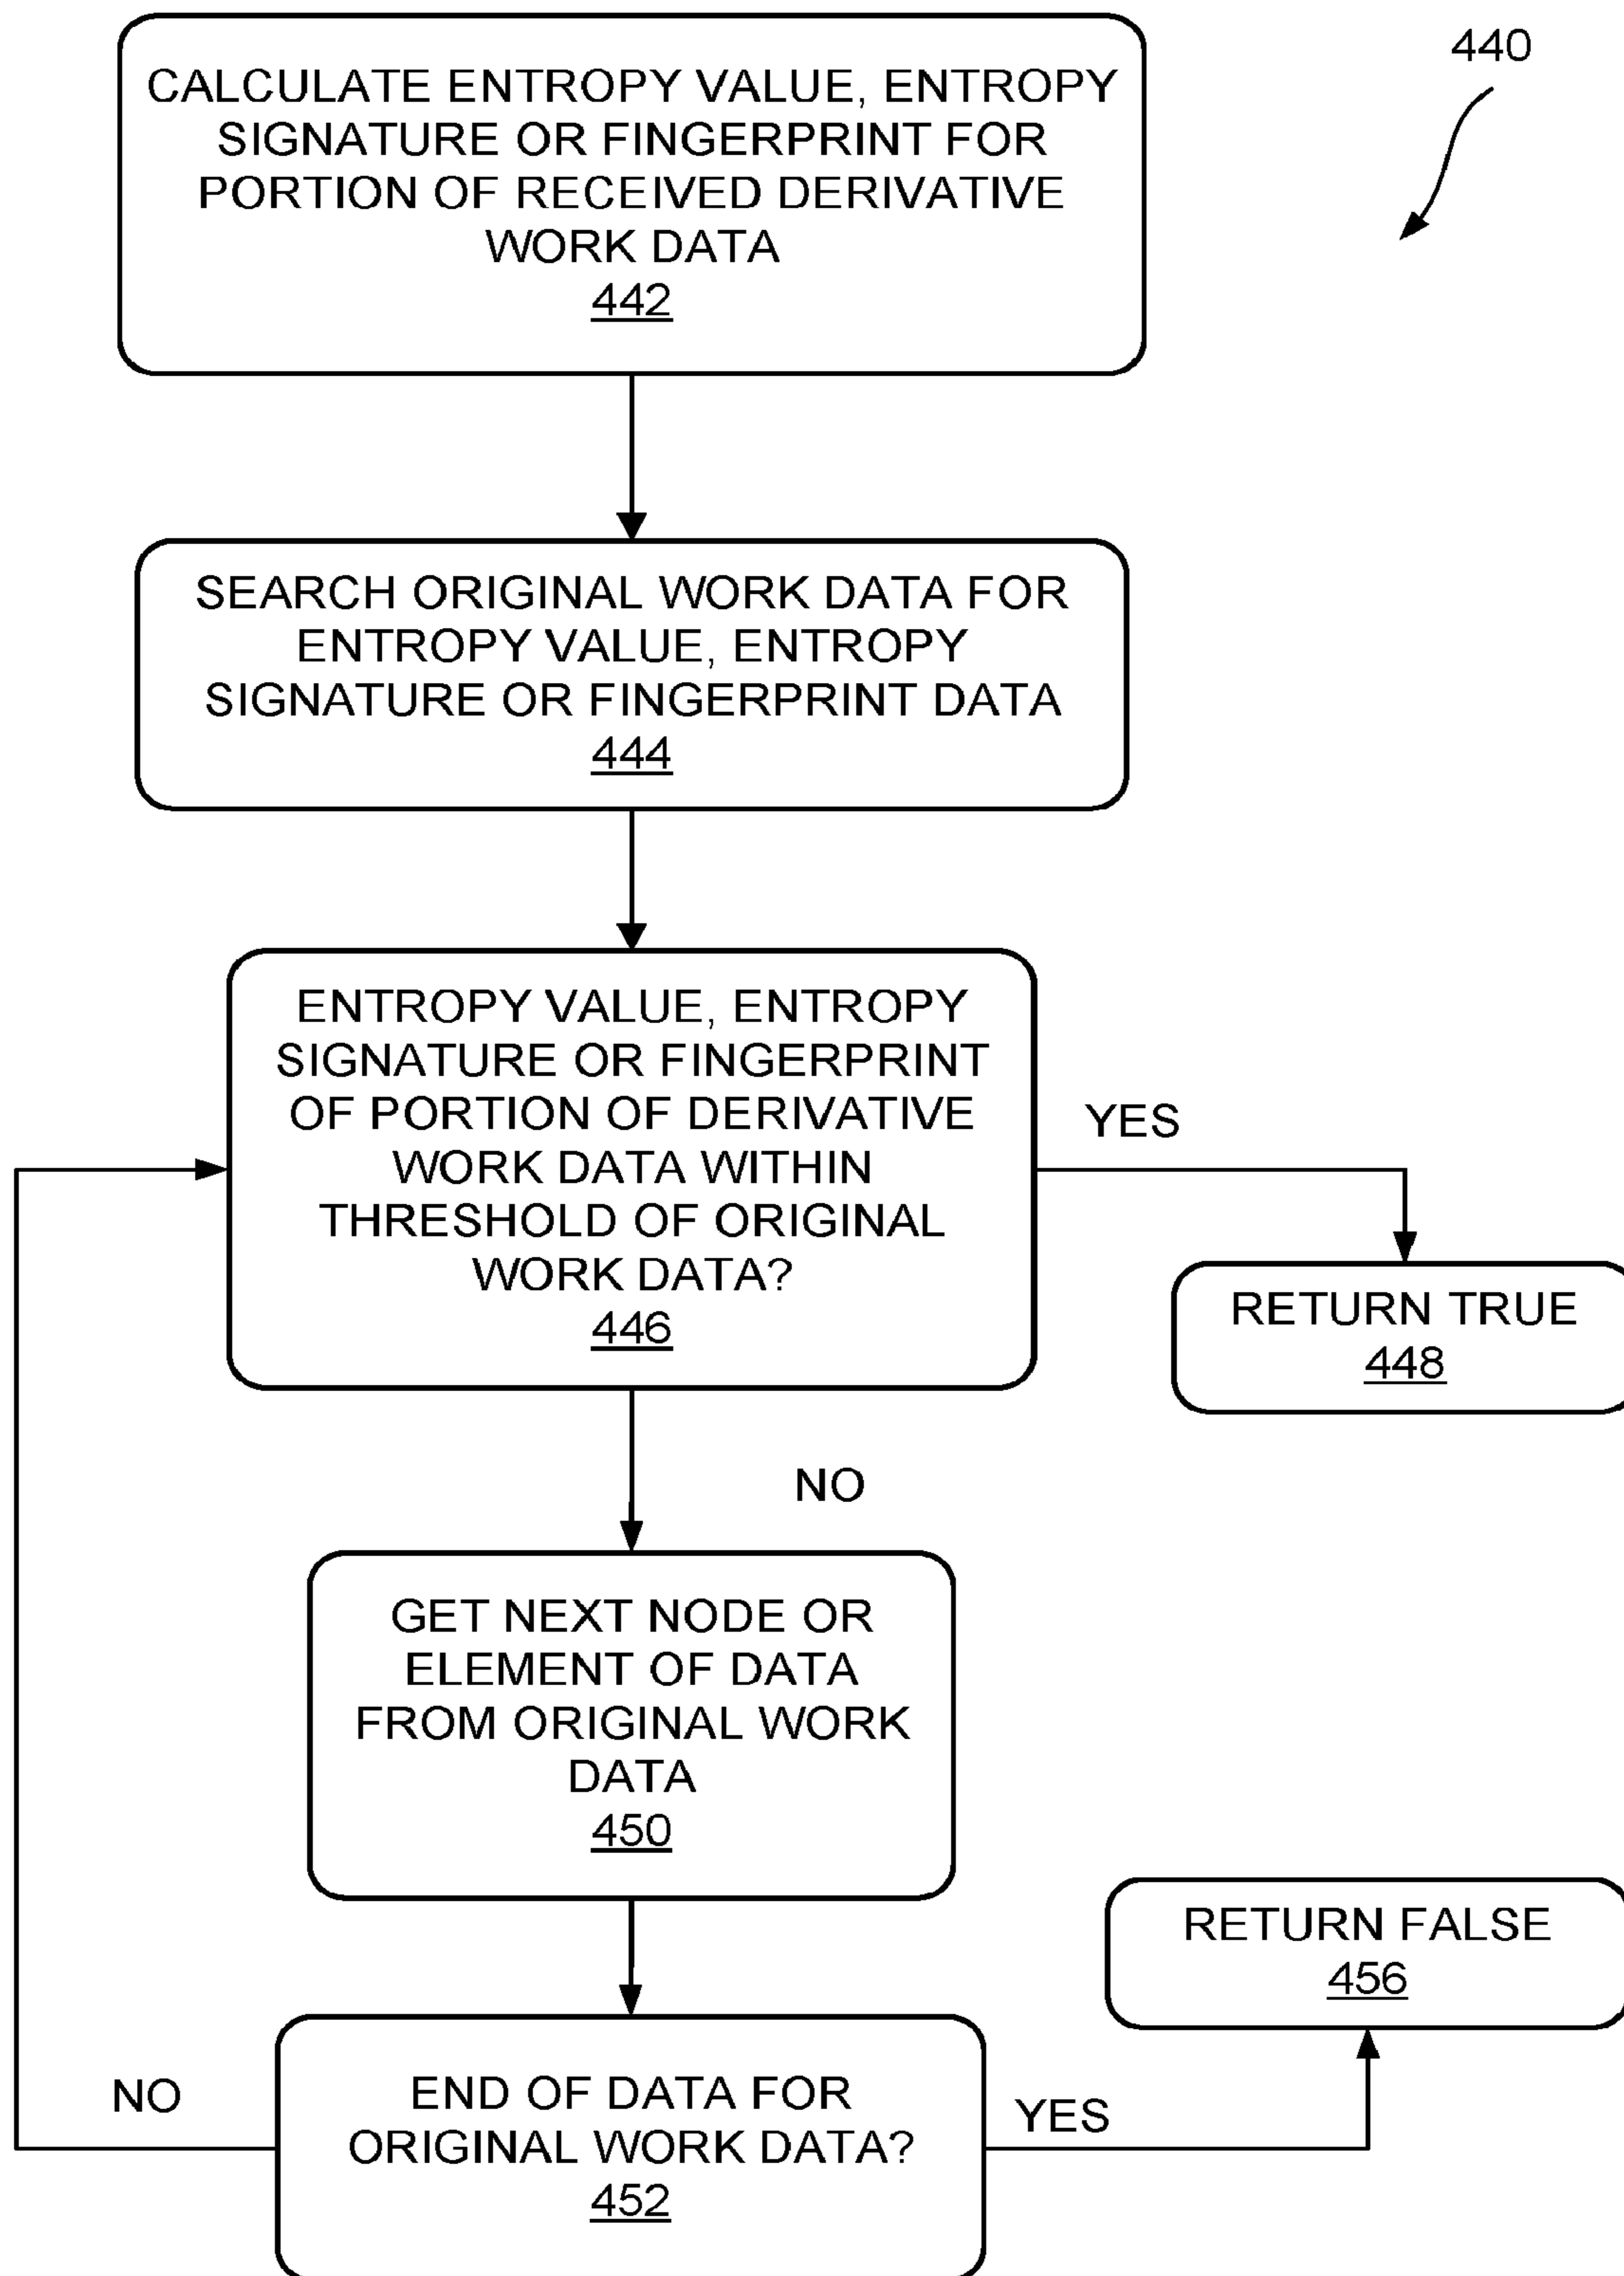 440
CALCULATE ENTROPY VALUE, ENTROPY
SIGNATURE OR FINGERPRINT FOR
PORTION OF RECEIVED DERIVATIVE
WORK DATA
442
SEARCH ORIGINAL WORK DATA FOR
ENTROPY VALUE, ENTROPY
SIGNATURE OR FINGERPRINT DATA
444
ENTROPY VALUE, ENTROPY
SIGNATURE OR FINGERPRINT
OF PORTION OF DERIVATIVE
WORK DATA WITHIN
THRESHOLD OF ORIGINAL
WORK DATA?
446
YES
RETURN TRUE
448
NO
GET NEXT NODE OR
ELEMENT OF DATA
FROM ORIGINAL WORK
DATA
450
RETURN FALSE
456
NO
END OF DATA FOR
ORIGINAL WORK DATA?
452
YES